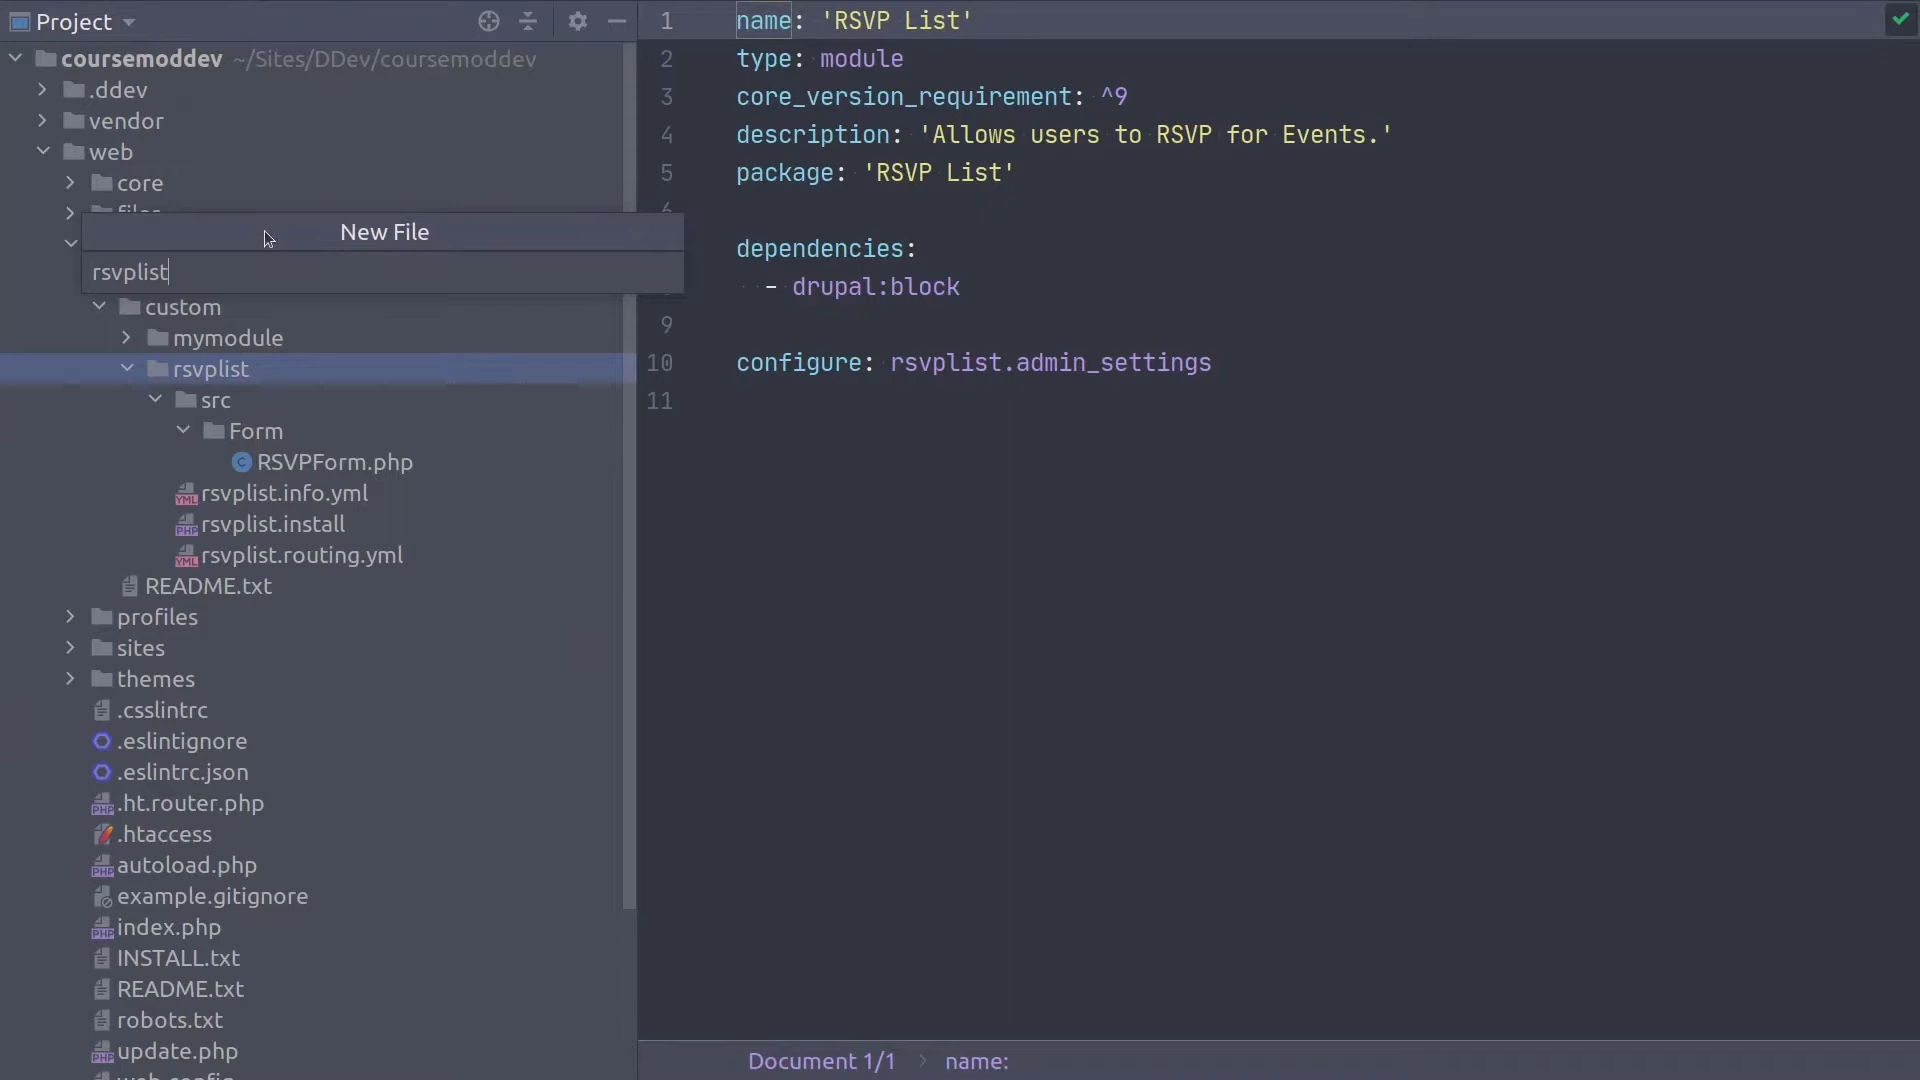 Project
coursemoddev ~/Sites/DDev/coursemoddev
.ddev
vendor
web
core
files
New File
rsvplist
custom
mymodule
rsvplist
src
Form
RSVPForm.php
rsvplist.info.yml
rsvplist.install
rsvplist.routing.yml
README.txt
profiles
sites
themes
.csslintrc
.eslintignore
.eslintrc.json
.ht.router.php
.htaccess
autoload.php
example.gitignore
index.php
INSTALL.txt
README.txt
robots.txt
update.php
web.config
1 name: 'RSVP List'
2 type: module
3 core_version_requirement: ^9
4 description: 'Allows users to RSVP for Events.'
5 package: 'RSVP List'
6
dependencies:
- drupal:block
9
10 configure: rsvplist.admin_settings
11
Document 1/1 > name: